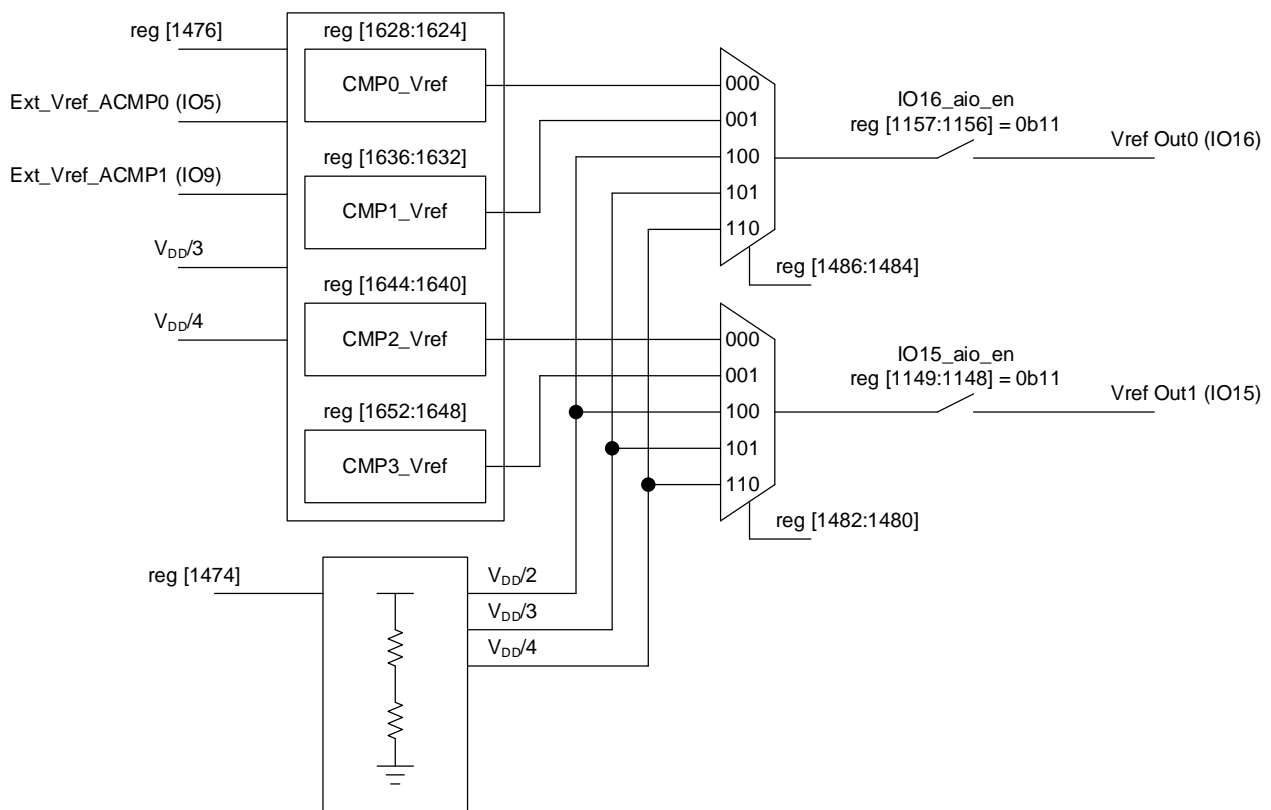 reg [1476]
Ext_Vref_ACMP0 (IO5)
Ext_Vref_ACMP1 (IO9)
VDD/3
VDD/4
reg [1628:1624]
CMP0_Vref
reg [1636:1632]
CMP1_Vref
reg [1644:1640]
CMP2_Vref
reg [1652:1648]
CMP3_Vref
000
001
100
101
110
reg [1486:1484]
IO16_aio_en
reg [1157:1156] = 0b11
Vref Out0 (IO16)
000
001
100
101
110
reg [1482:1480]
IO15_aio_en
reg [1149:1148] = 0b11
Vref Out1 (IO15)
reg [1474]
VDD/2
VDD/3
VDD/4